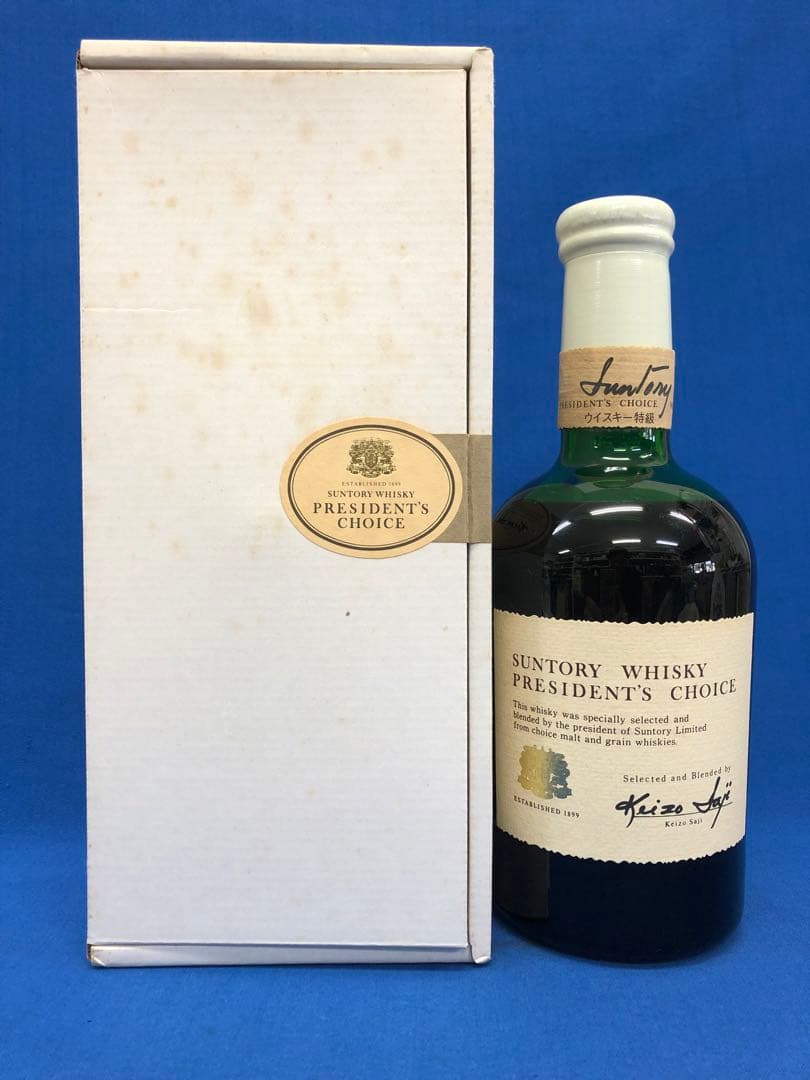 ESTABLISHED 1899
SUNTORY WHISKY
PRESIDENT'S
CHOICE
Suntory
PRESIDENT'S CHOICE
ウイスキー特級
SUNTORY WHISKY
PRESIDENT'S CHOICE
This whisky was specially selected and
blended by the president of Suntory Limited
from choice malt and grain whiskies.
Selected and Blended by
ESTABLISHED 1899
Keizo Saji
Keizo Saji